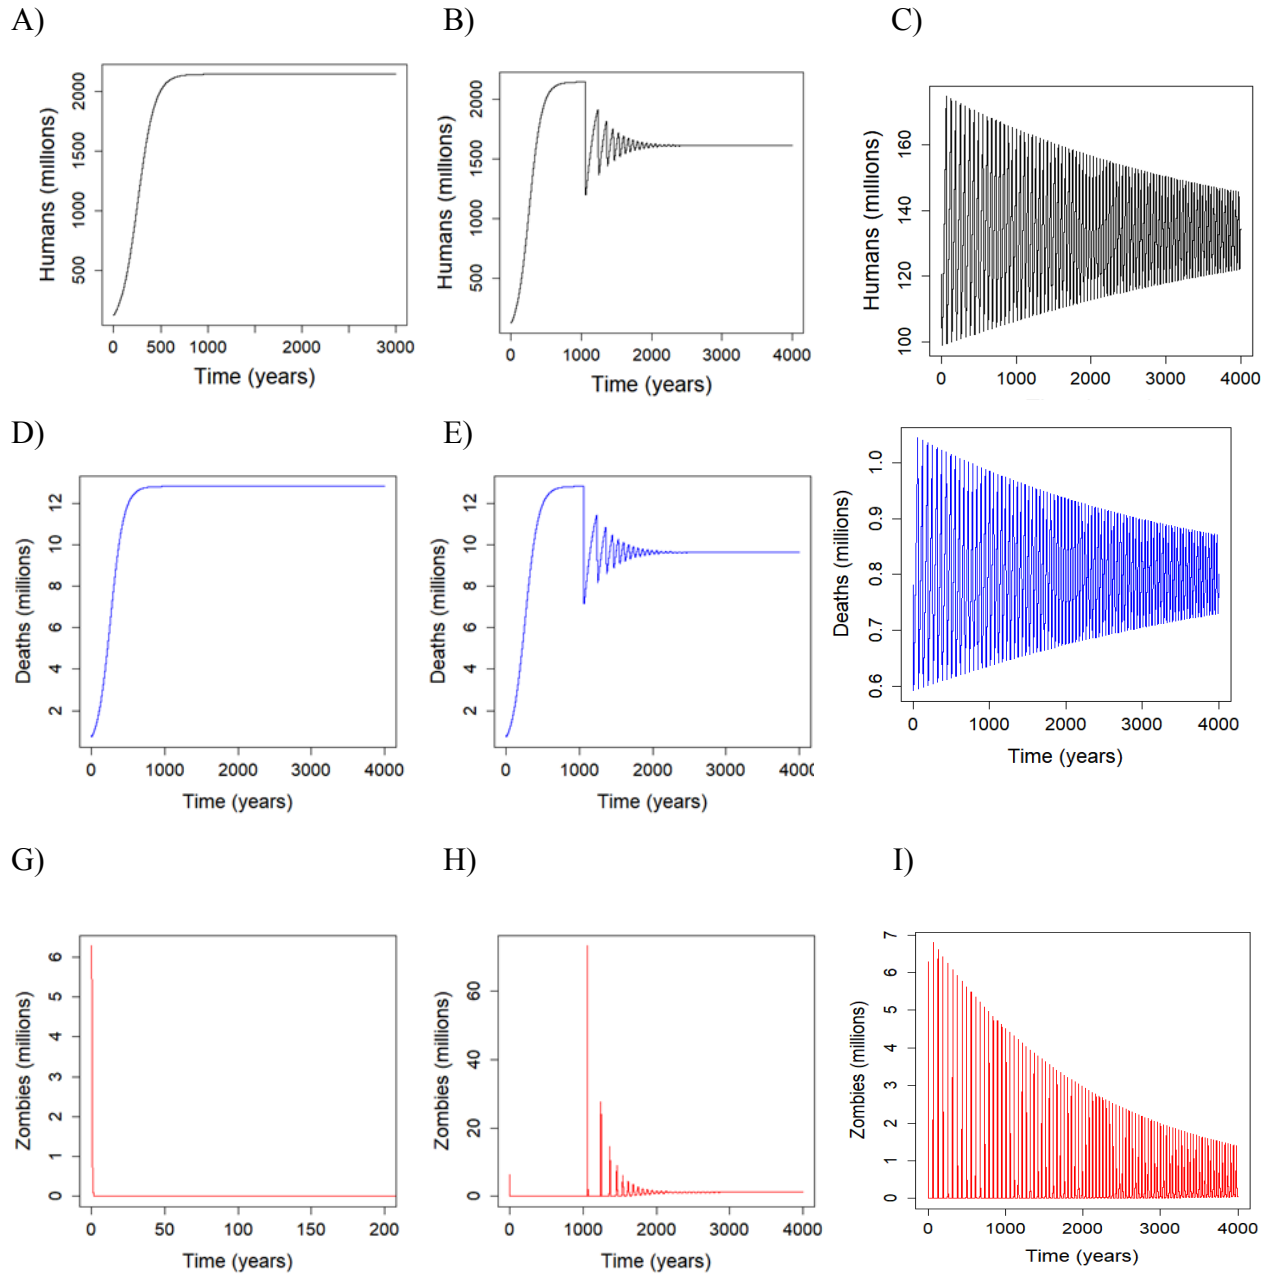 A)
B)
C)
Humans (millions)
500 1000 1500 2000
0 500 1000 2000 3000
Time (years)
Humans (millions)
500 1000 1500 2000
0 1000 2000 3000 4000
Time (years)
Humans (millions)
100 120 140 160
0 1000 2000 3000 4000
D)
E)
Deaths (millions)
2 4 6 8 10 12
0 1000 2000 3000 4000
Time (years)
Deaths (millions)
2 4 6 8 10 12
0 1000 2000 3000 400
Time (years)
Deaths (millions)
0.6 0.7 0.8 0.9 1.0
0 1000 2000 3000 4000
Time (years)
G)
H)
I)
Zombies (millions)
0 1 2 3 4 5 6
0 50 100 150 200
Time (years)
Zombies (millions)
0 20 40 60
0 1000 2000 3000 4000
Time (years)
Zombies (millions)
0 1 2 3 4 5 6 7
0 1000 2000 3000 4000
Time (years)